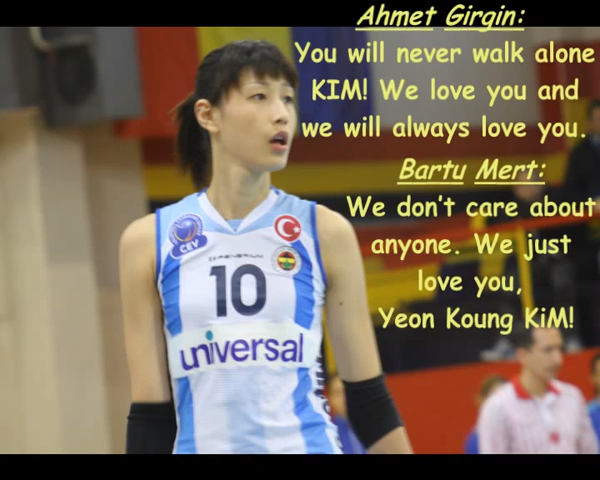 Ahmet Girgin:
You will never walk alone
KIM! We love you and
we will always love you.
Bartu Mert:
We don't care about
anyone. We just
love you,
Yeon Koung KiM!
CEV
10
universal